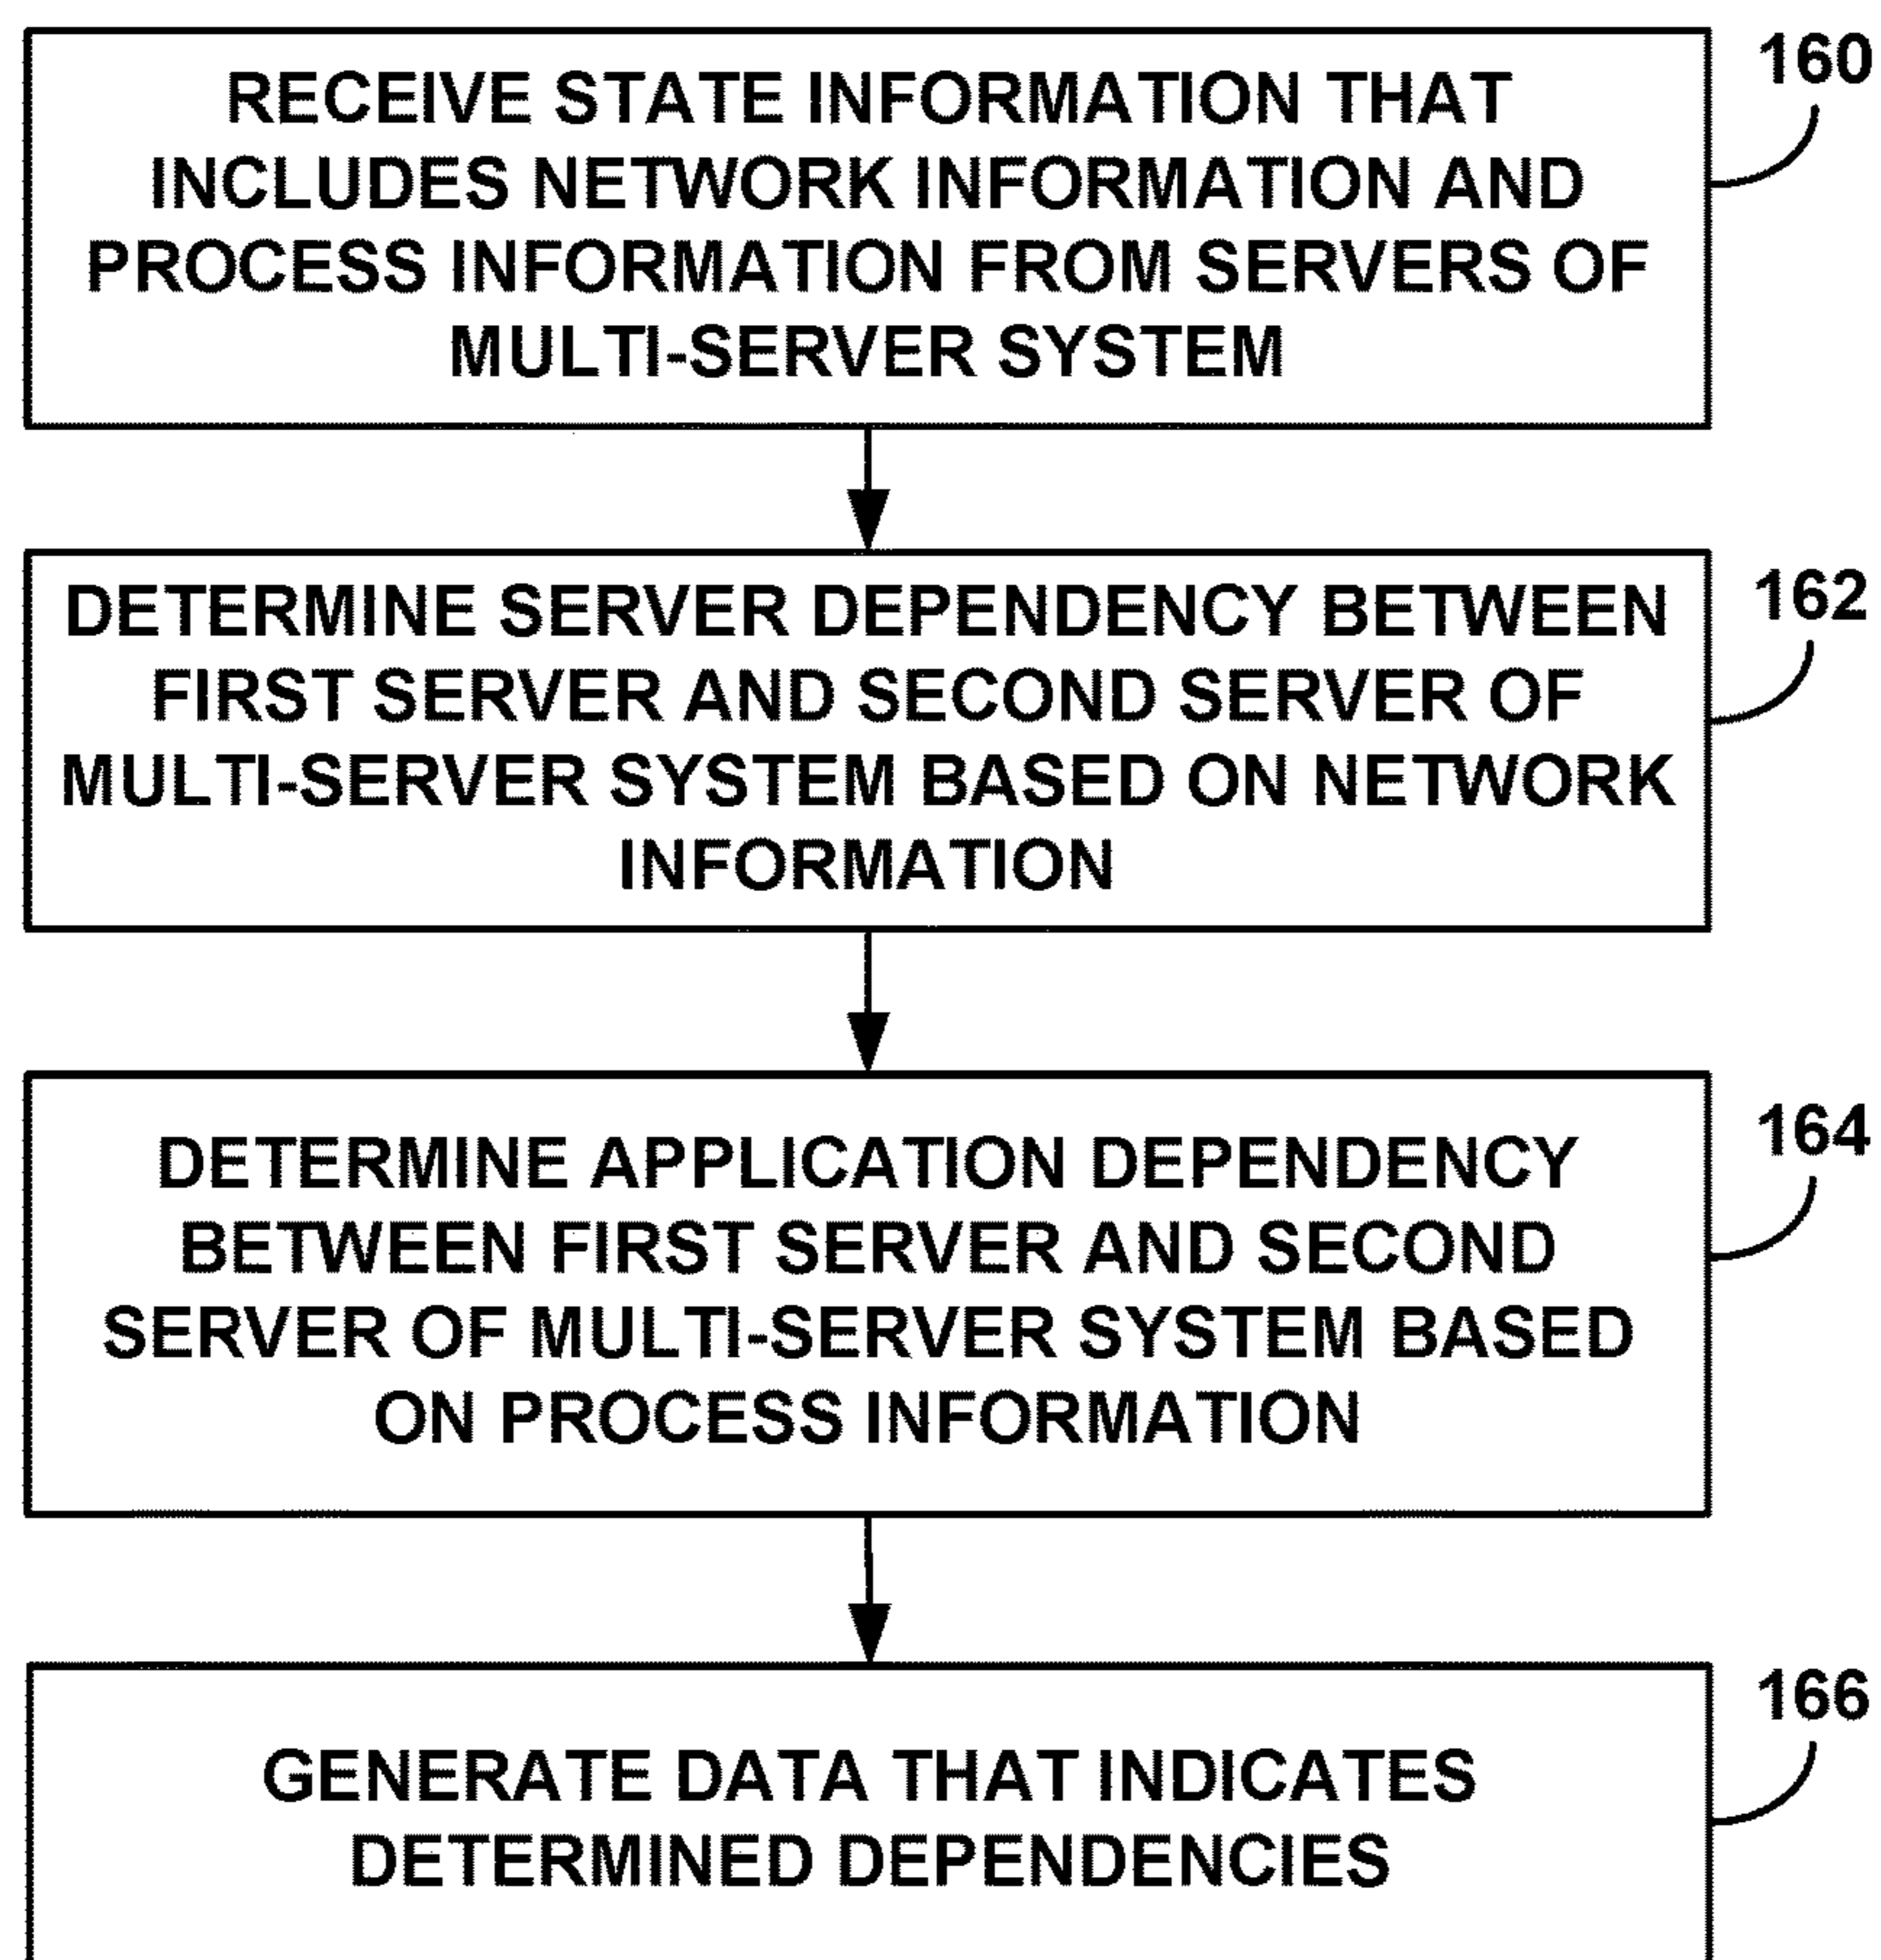 160
RECEIVE STATE INFORMATION THAT
INCLUDES NETWORK INFORMATION AND
PROCESS INFORMATION FROM SERVERS OF
MULTI-SERVER SYSTEM
162
DETERMINE SERVER DEPENDENCY BETWEEN
FIRST SERVER AND SECOND SERVER OF
MULTI-SERVER SYSTEM BASED ON NETWORK
INFORMATION
164
DETERMINE APPLICATION DEPENDENCY
BETWEEN FIRST SERVER AND SECOND
SERVER OF MULTI-SERVER SYSTEM BASED
ON PROCESS INFORMATION
166
GENERATE DATA THAT INDICATES
DETERMINED DEPENDENCIES